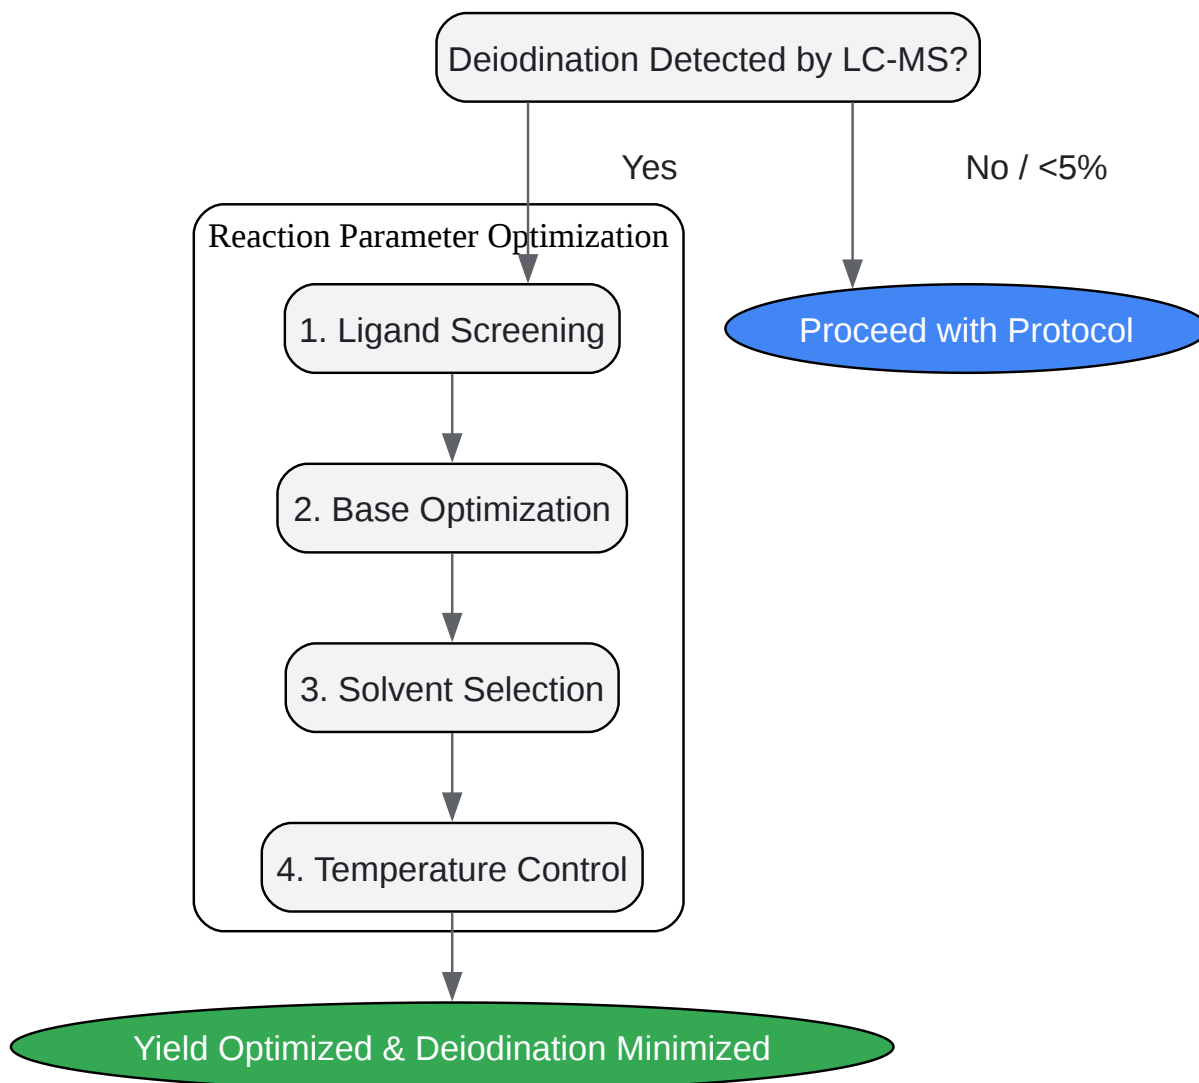 Deiodination Detected by LC-MS?
Yes
No / <5%
Reaction Parameter Optimization
1. Ligand Screening
Proceed with Protocol
2. Base Optimization
3. Solvent Selection
4. Temperature Control
Yield Optimized & Deiodination Minimized